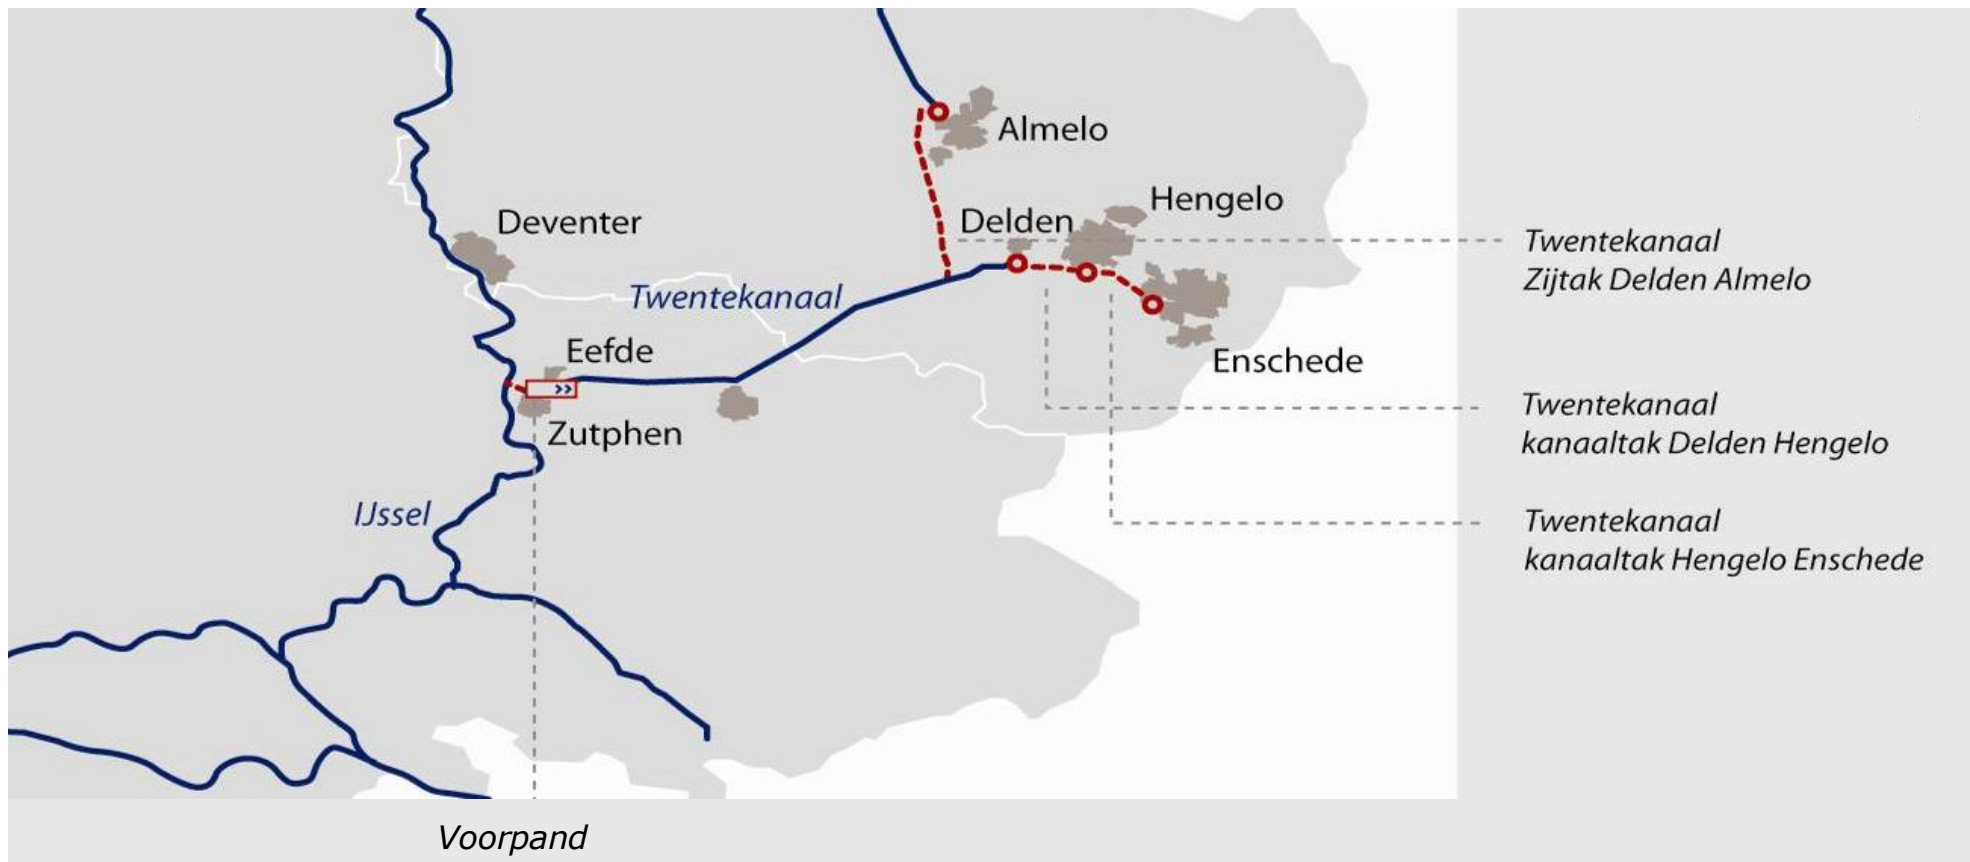 Almelo
Hengelo
Delden
Deventer
Twentekanaal
Zijtak Delden Almelo
Twentekanaal
Eefde
Enschede
Twentekanaal
kanaaltak Delden Hengelo
Zutphen
IJssel
Twentekanaal
kanaaltak Hengelo Enschede
Voorpand